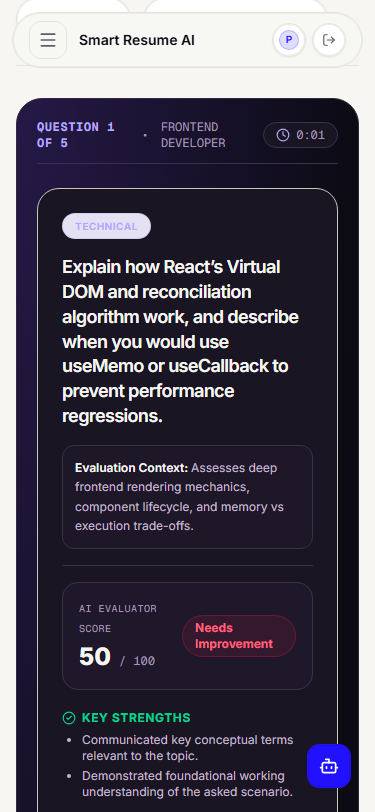 Smart Resume AI
P
QUESTION 1 OF 5 · FRONTEND DEVELOPER 0:01
TECHNICAL
Explain how React’s Virtual
DOM and reconciliation
algorithm work, and describe
when you would use
useMemo or useCallback to
prevent performance
regressions.
Evaluation Context: Assesses deep
frontend rendering mechanics,
component lifecycle, and memory vs
execution trade-offs.
AI EVALUATOR
SCORE
50 / 100
Needs
Improvement
KEY STRENGTHS
• Communicated key conceptual terms
relevant to the topic.
• Demonstrated foundational working
understanding of the asked scenario.